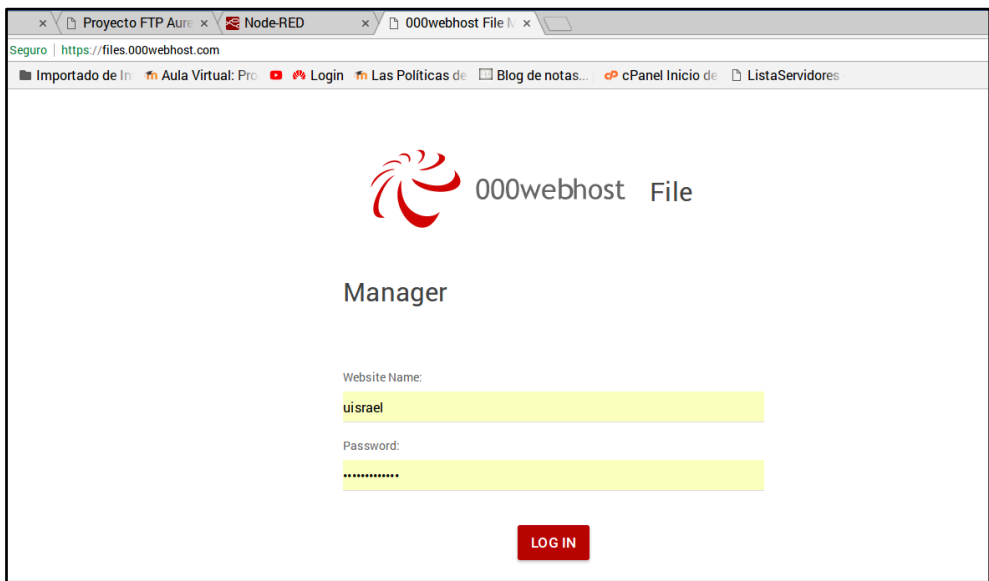 Proyecto FTP Aure Node-RED 000webhost File M
Seguro https://files.000webhost.com
Importado de In Aula Virtual: Pro Login Las Políticas de Blog de notas... cPanel Inicio de ListaServidores
000webhost File
Manager
Website Name:
uisrael
Password:
•••••••••••••
LOG IN